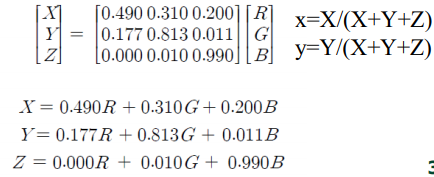 [X] [0.490 0.310 0.200] [R] x=X/(X+Y+Z)
[Y] = [0.177 0.813 0.011] [G] y=Y/(X+Y+Z)
[Z] [0.000 0.010 0.990] [B]
X = 0.490R + 0.310G + 0.200B
Y = 0.177R + 0.813G + 0.011B
Z = 0.000R + 0.010G + 0.990B